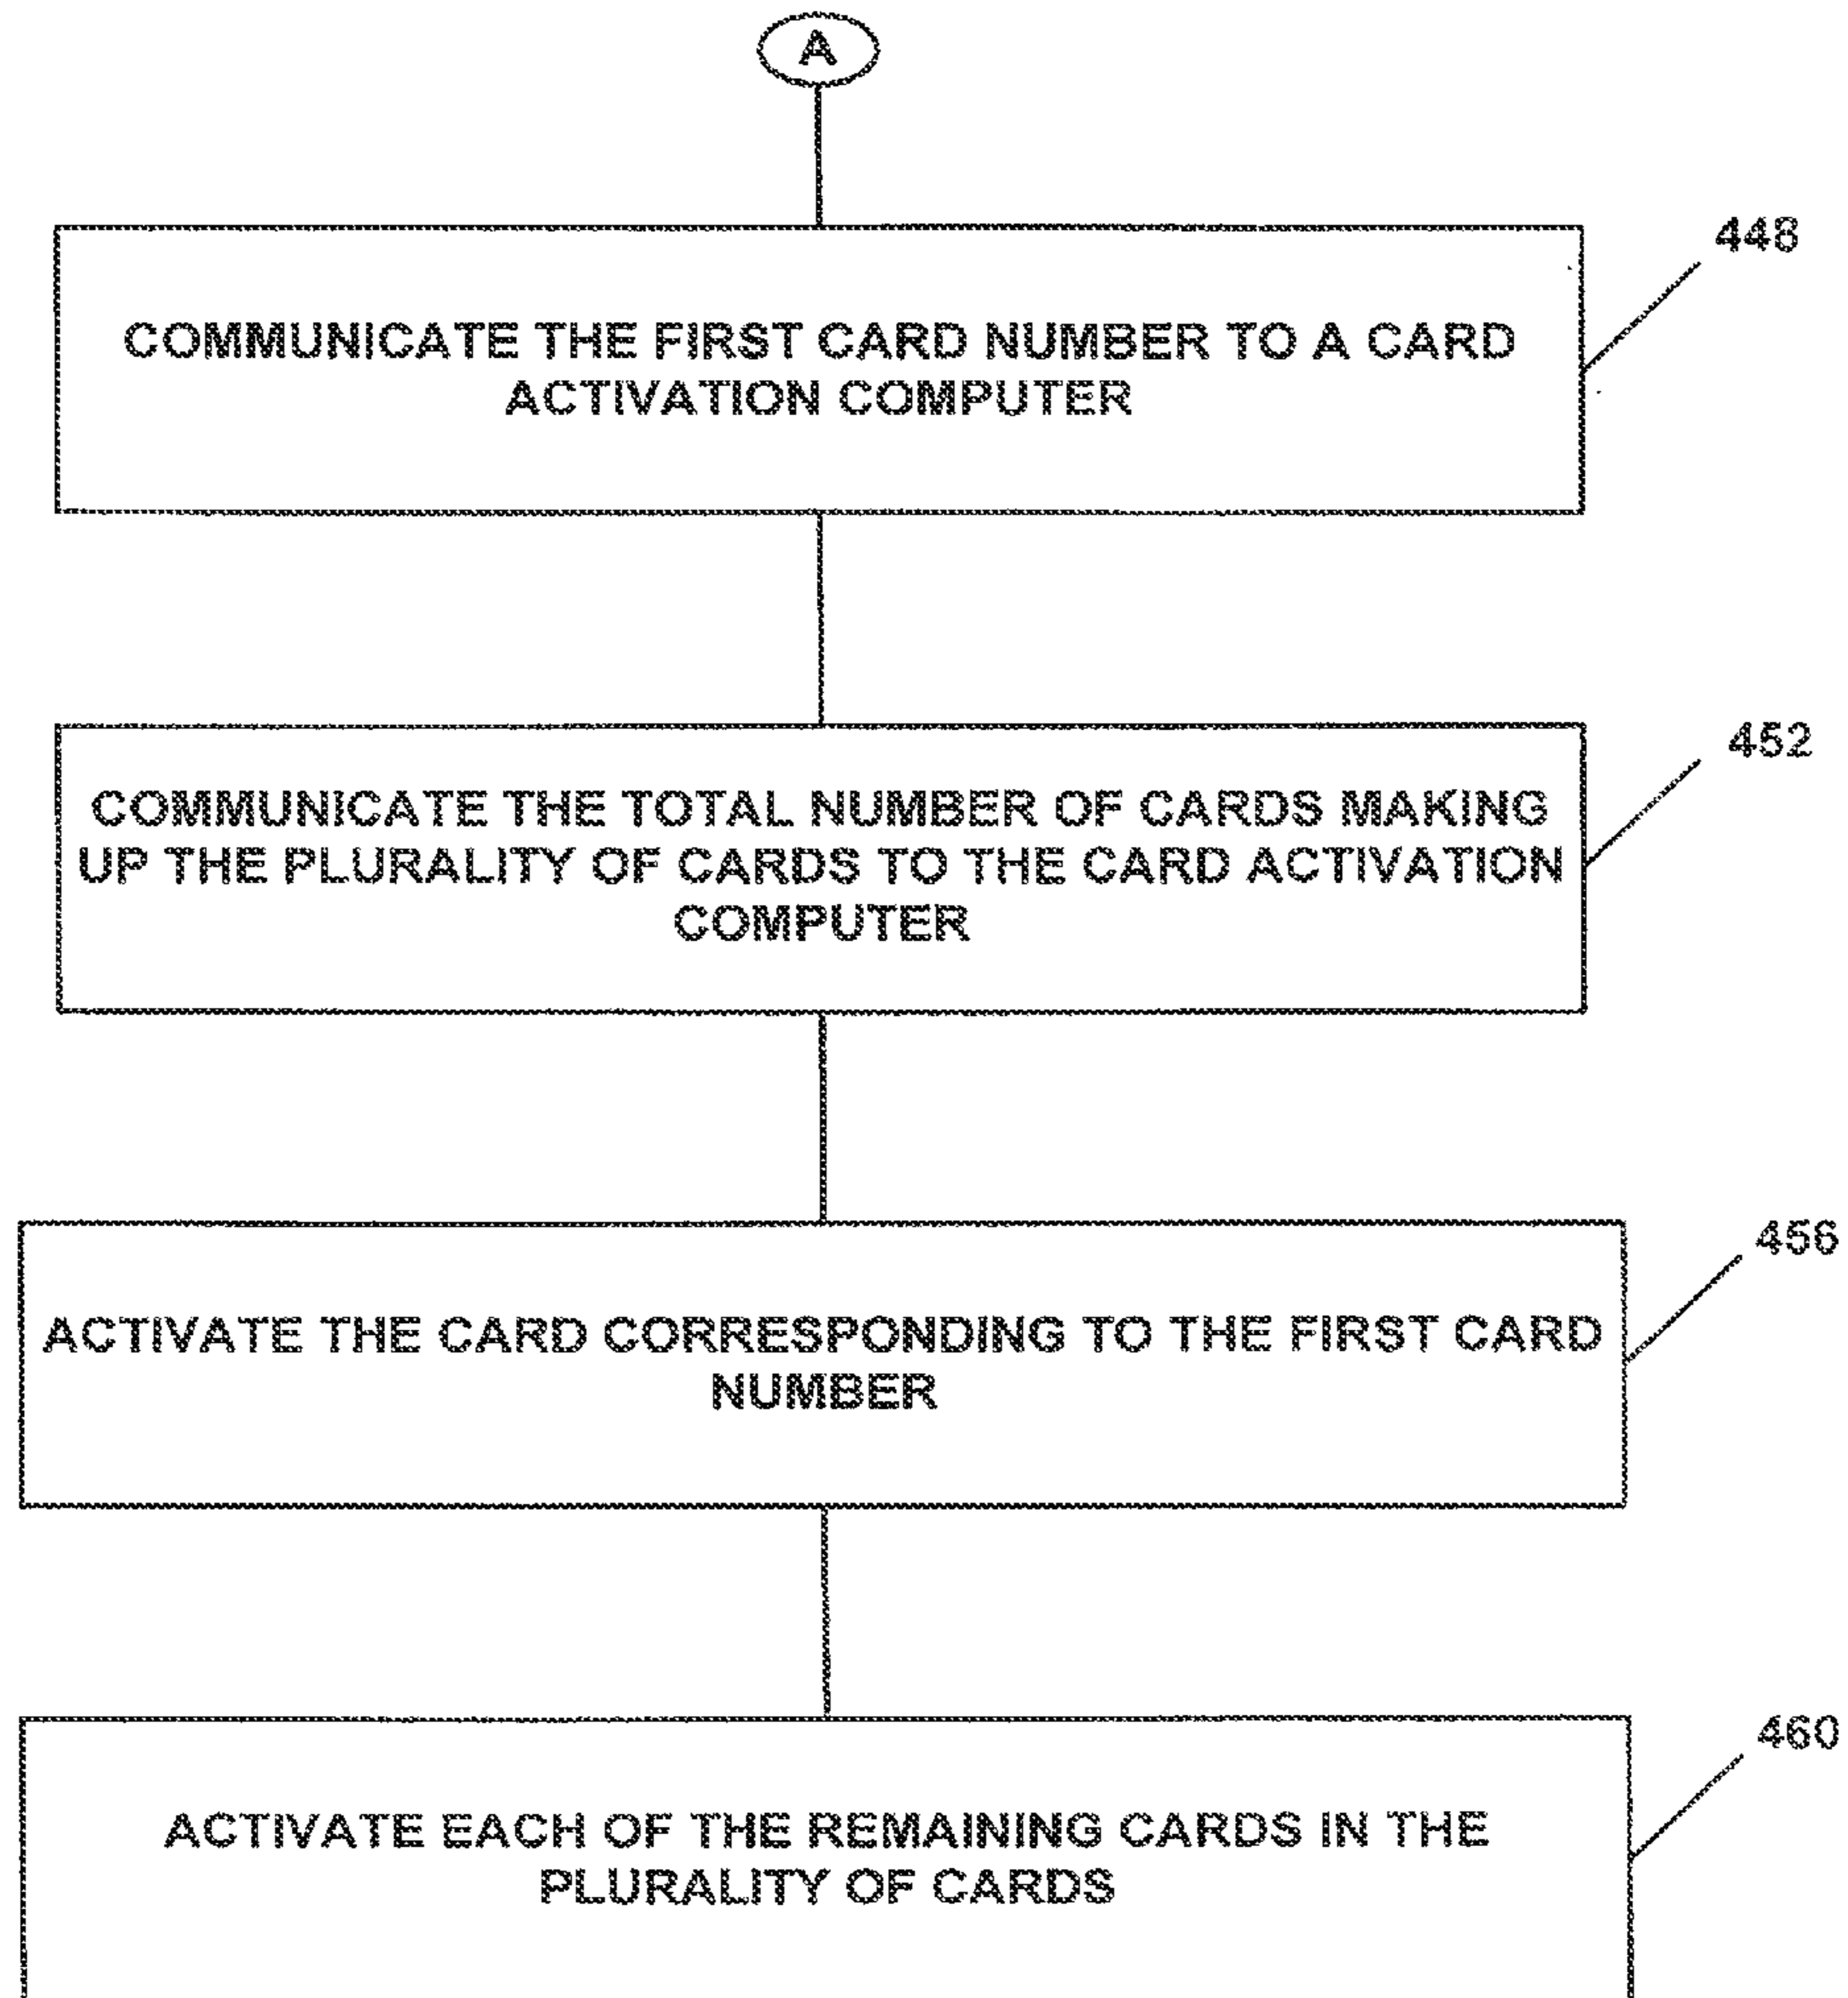 A
448
COMMUNICATE THE FIRST CARD NUMBER TO A CARD
ACTIVATION COMPUTER
452
COMMUNICATE THE TOTAL NUMBER OF CARDS MAKING
UP THE PLURALITY OF CARDS TO THE CARD ACTIVATION
COMPUTER
456
ACTIVATE THE CARD CORRESPONDING TO THE FIRST CARD
NUMBER
460
ACTIVATE EACH OF THE REMAINING CARDS IN THE
PLURALITY OF CARDS